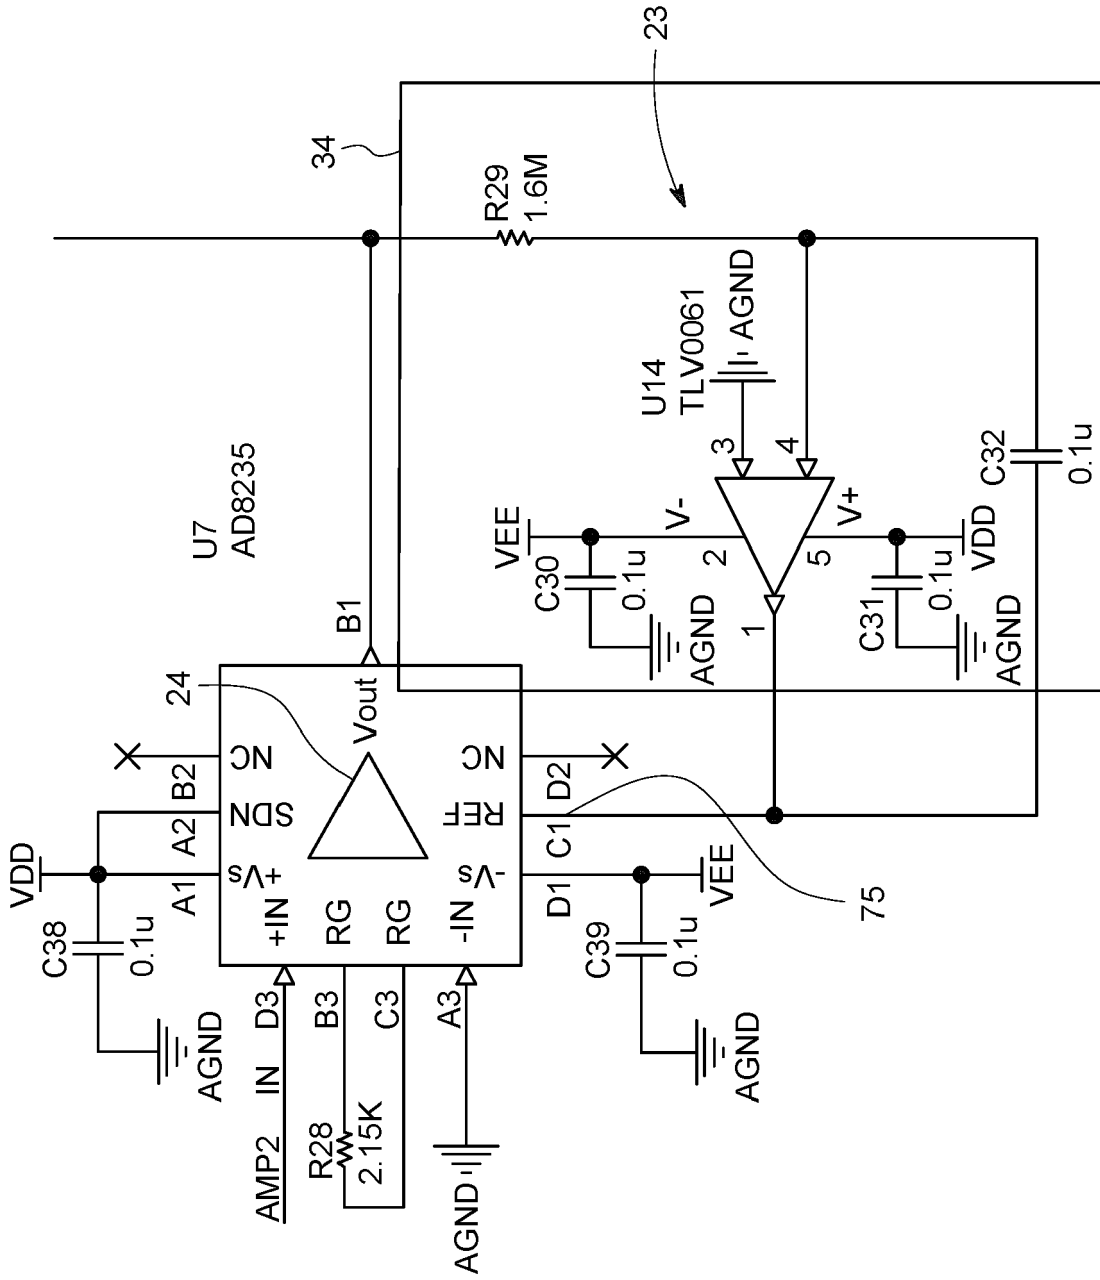 VDD
C38
0.1u
AGND
A1
A2
B2
+Vs
SDN
NC
24
U7
AD8235
AMP2 IN
D3
+IN
R28
2.15K
B3
RG
C3
RG
Vout
B1
AGND
A3
-IN
-Vs
REF
NC
D1
C1
D2
C39
0.1u
AGND
VEE
75
34
R29
1.6M
23
U14
TLV0061
AGND
3
4
VEE
C30
0.1u
AGND
V-
2
V+
5
1
C31
0.1u
AGND
VDD
C32
0.1u